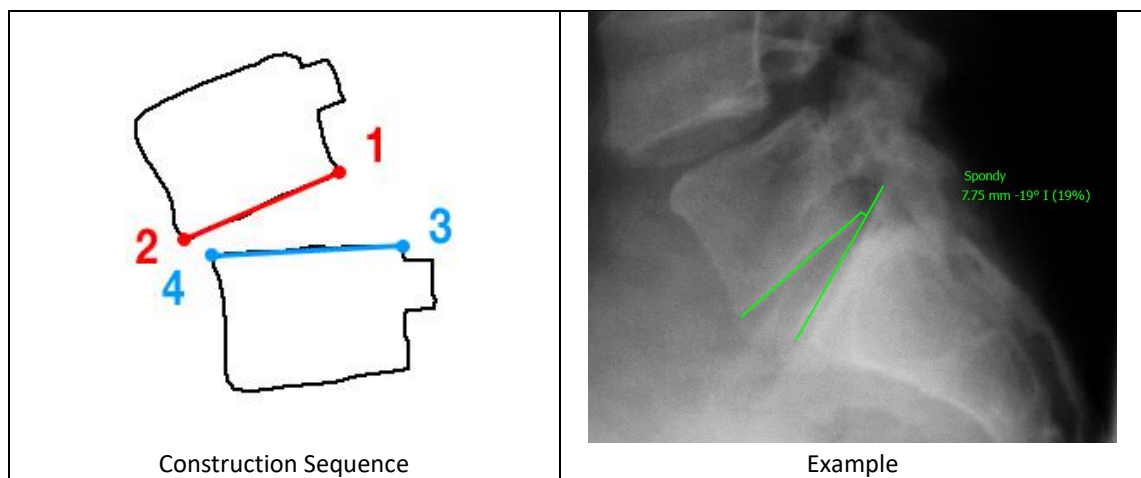 1
2
3
4
Construction Sequence
Spondy
7.75 mm -19° I (19%)
Example